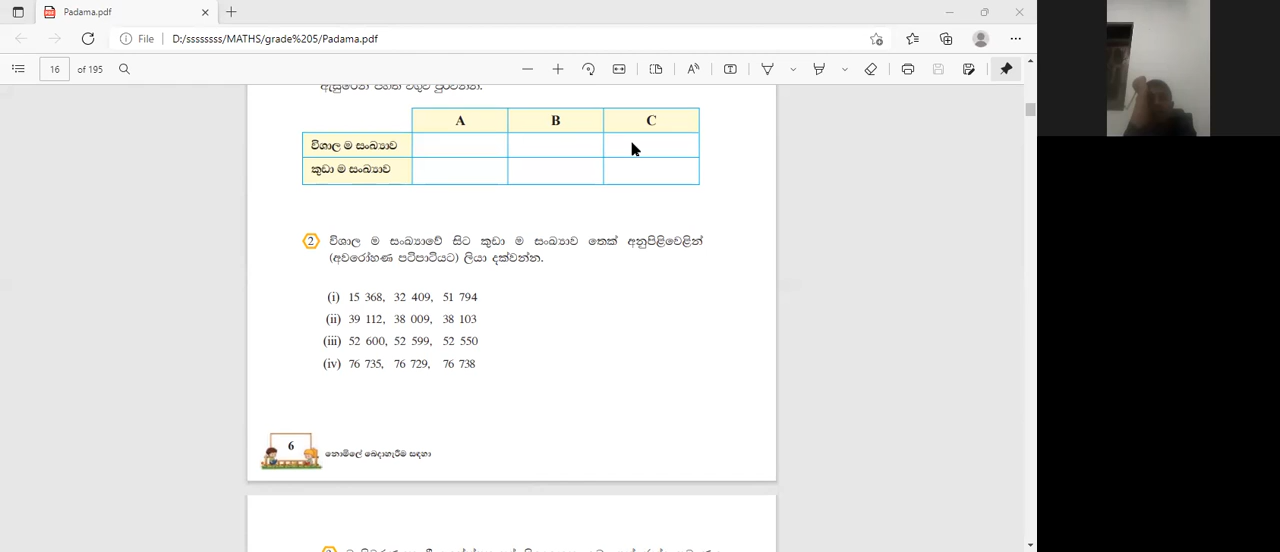 Padama.pdf
File D:/ssssssss/MATHS/grade%205/Padama.pdf
16 of 195
A B C
විශාල ම සංඛ්‍යාව
කුඩා ම සංඛ්‍යාව
2 විශාල ම සංඛ්‍යාවේ සිට කුඩා ම සංඛ්‍යාව තෙක් අනුපිළිවෙළින්
(අවරෝහණ පටිපාටියට) ලියා දක්වන්න.
(i) 15 368, 32 409, 51 794
(ii) 39 112, 38 009, 38 103
(iii) 52 600, 52 599, 52 550
(iv) 76 735, 76 729, 76 738
6
නොමිලේ බෙදාහැරීම සඳහා